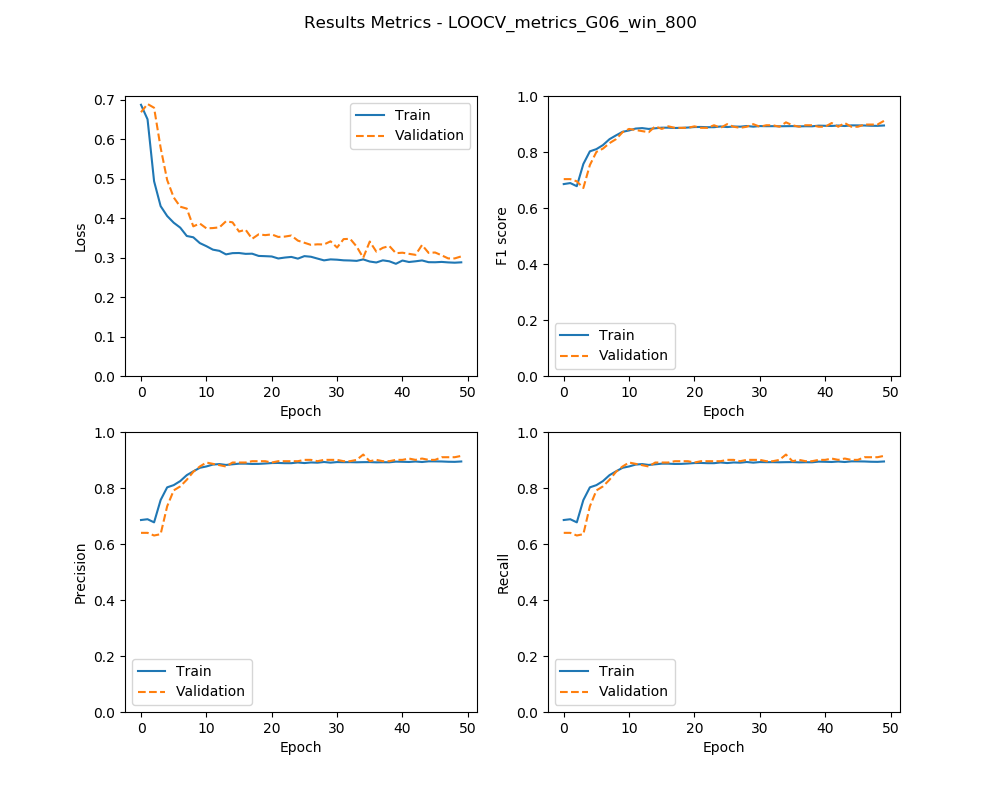 Results Metrics - LOOCV_metrics_G06_win_800
0.7
0.6
0.5
0.4
0.3
0.2
0.1
0.0
Loss
Train
Validation
0 10 20 30 40 50
Epoch
1.0
0.8
0.6
0.4
0.2
0.0
F1 score
Train
Validation
0 10 20 30 40 50
Epoch
1.0
0.8
0.6
0.4
0.2
0.0
Precision
Train
Validation
0 10 20 30 40 50
Epoch
1.0
0.8
0.6
0.4
0.2
0.0
Recall
Train
Validation
0 10 20 30 40 50
Epoch